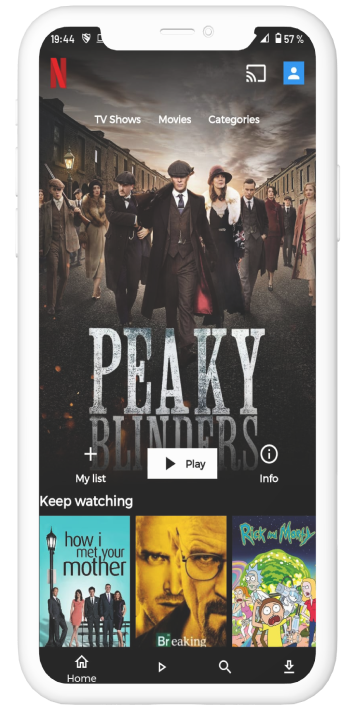 19:44
57 %
N
TV Shows Movies Categories
PEAKY
BLINDERS
My list
Play
Info
Keep watching
how i
met your
mother
Rick and Morty
Breaking
Home